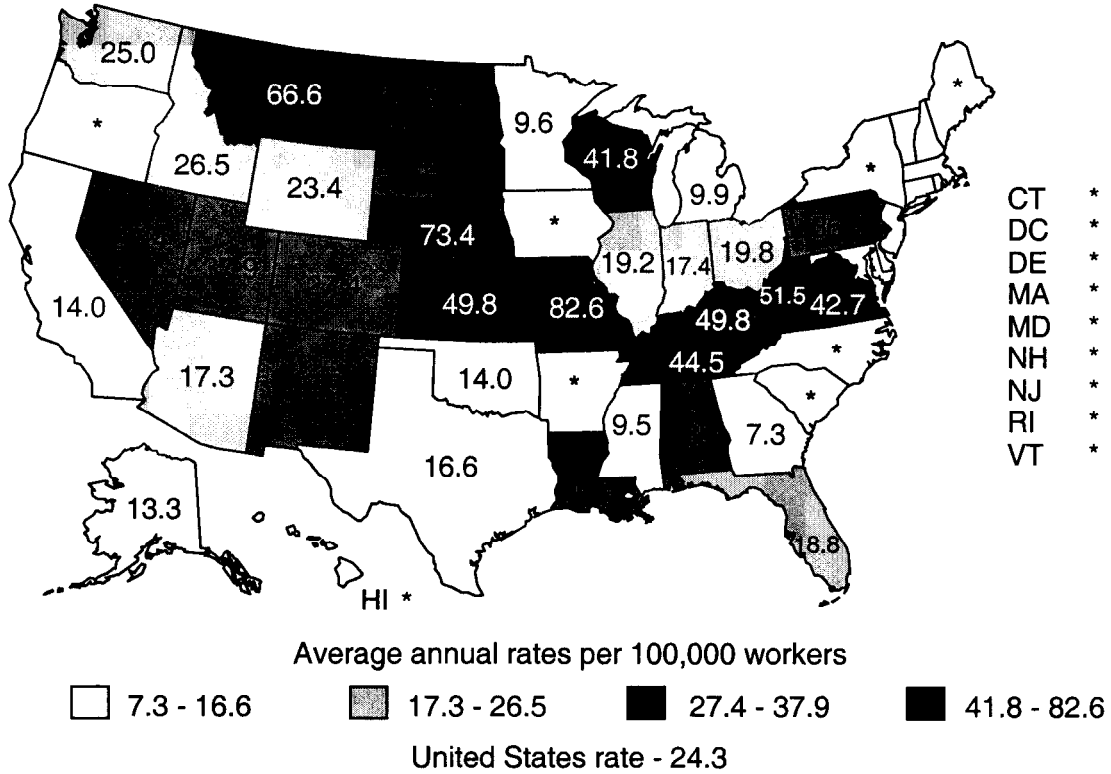 25.0
66.6
*
26.5
23.4
9.6
41.8
9.9
*
*
*
73.4
19.2
17.4
19.8
14.0
49.8
82.6
49.8
51.5
42.7
44.5
*
17.3
14.0
*
9.5
7.3
*
16.6
13.3
18.8
HI *
CT *
DC *
DE *
MA *
MD *
NH *
NJ *
RI *
VT *
Average annual rates per 100,000 workers
7.3 - 16.6
17.3 - 26.5
27.4 - 37.9
41.8 - 82.6
United States rate - 24.3